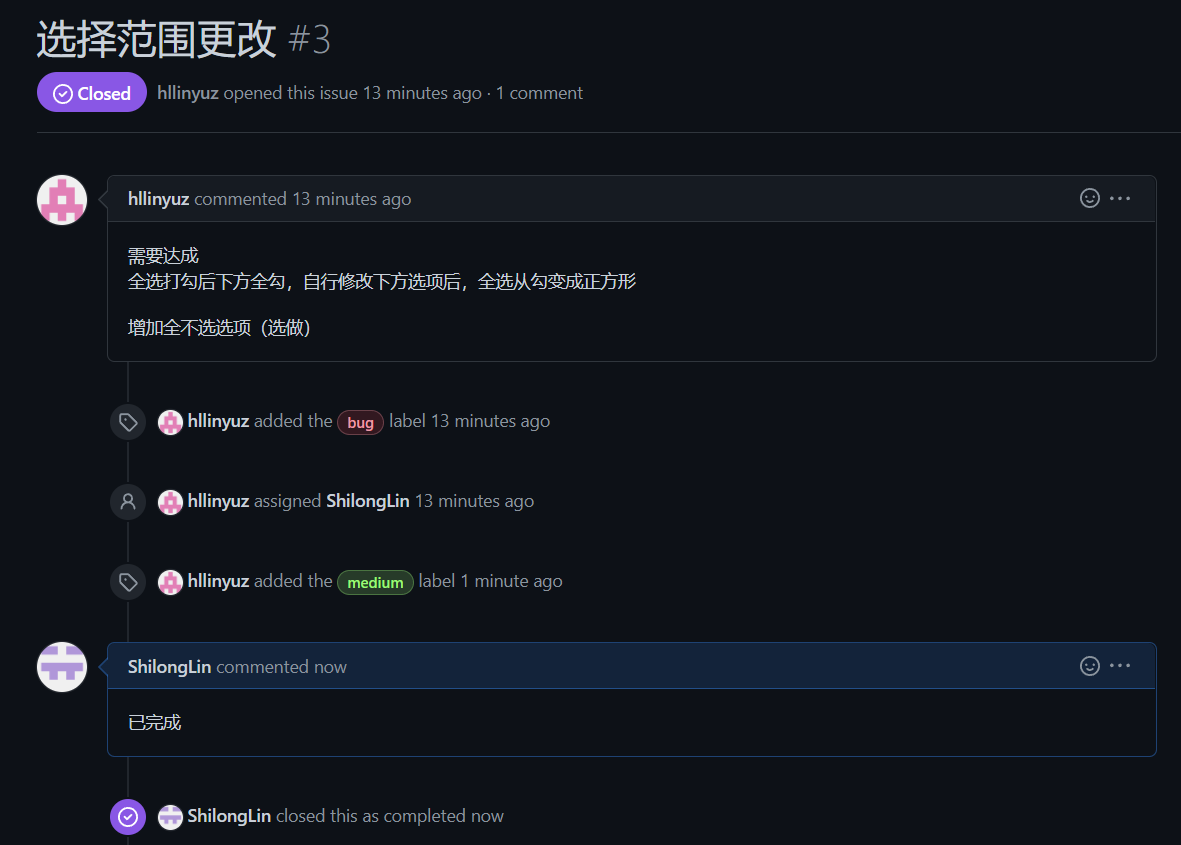 选择范围更改 #3
Closed hllinyuz opened this issue 13 minutes ago · 1 comment
hllinyuz commented 13 minutes ago
需要达成
全选打勾后下方全勾，自行修改下方选项后，全选从勾变成正方形
增加全不选选项（选做）
hllinyuz added the bug label 13 minutes ago
hllinyuz assigned ShilongLin 13 minutes ago
hllinyuz added the medium label 1 minute ago
ShilongLin commented now
已完成
ShilongLin closed this as completed now